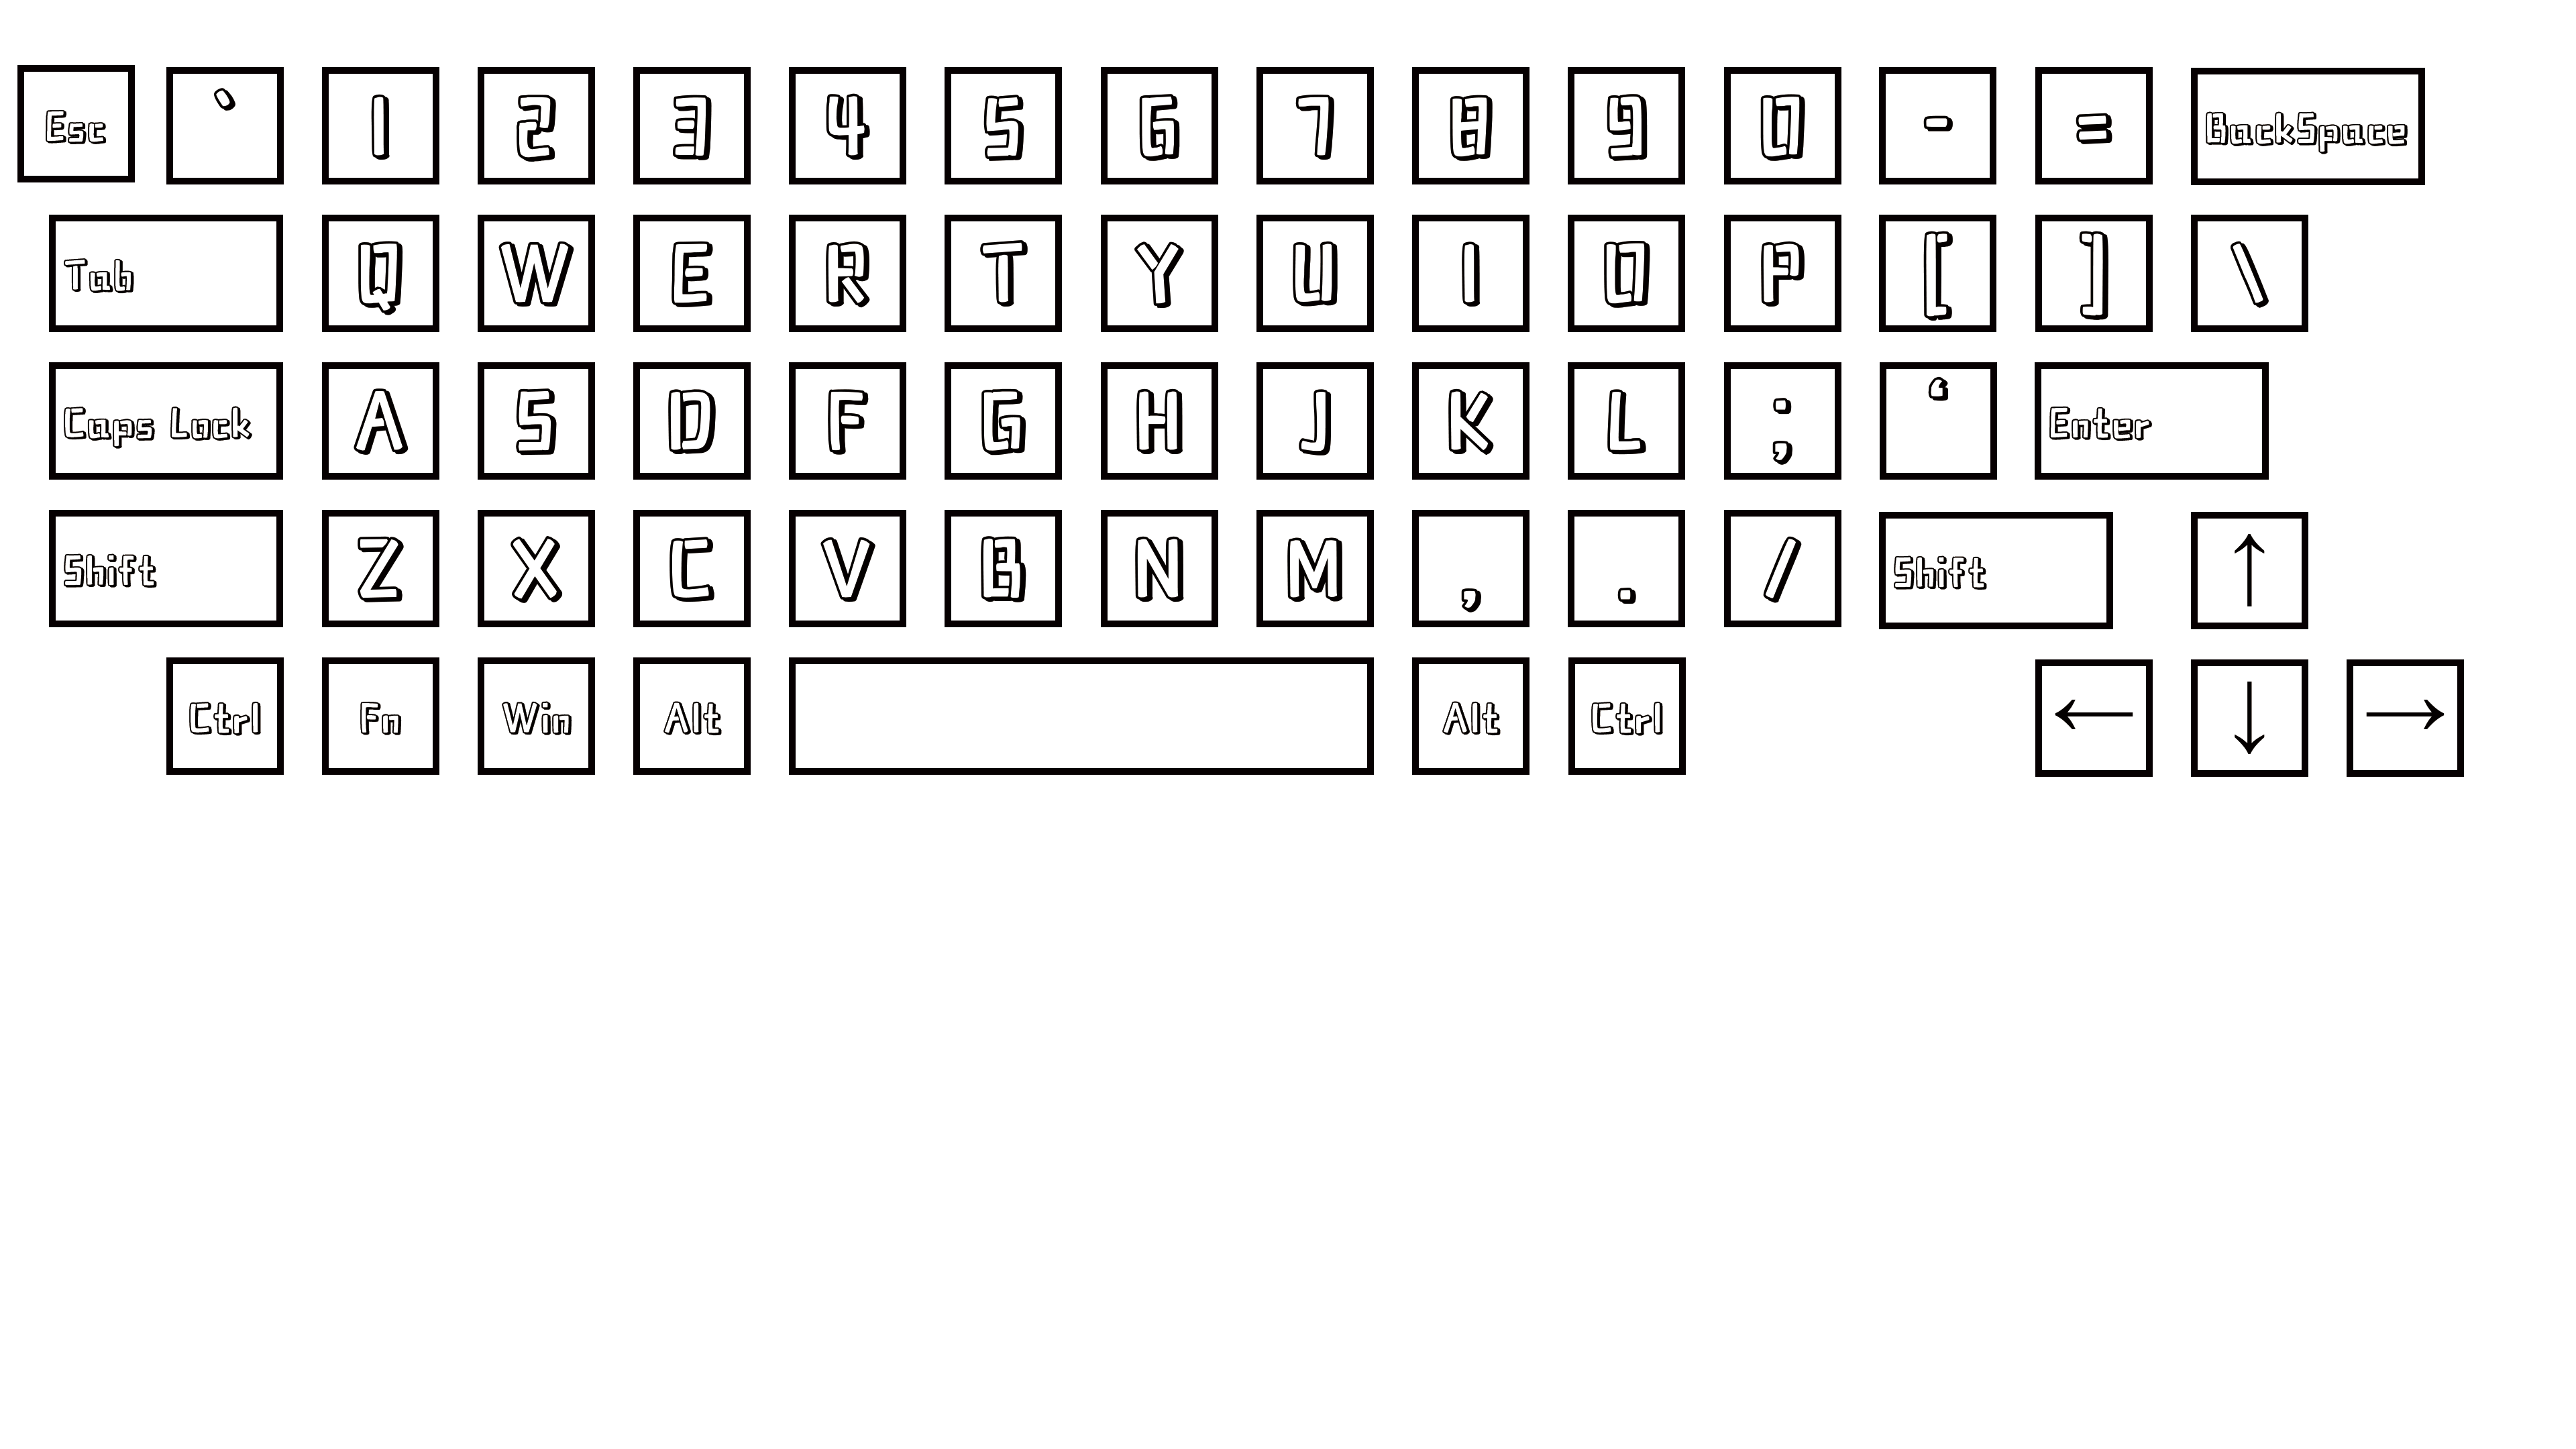 Esc ` 1 2 3 4 5 6 7 8 9 0 - = BackSpace
Tab Q W E R T Y U I O P [ ] \
Caps Lock A S D F G H J K L ; ‘ Enter
Shift Z X C V B N M , . / Shift ↑
Ctrl Fn Win Alt Alt Ctrl ← ↓ →